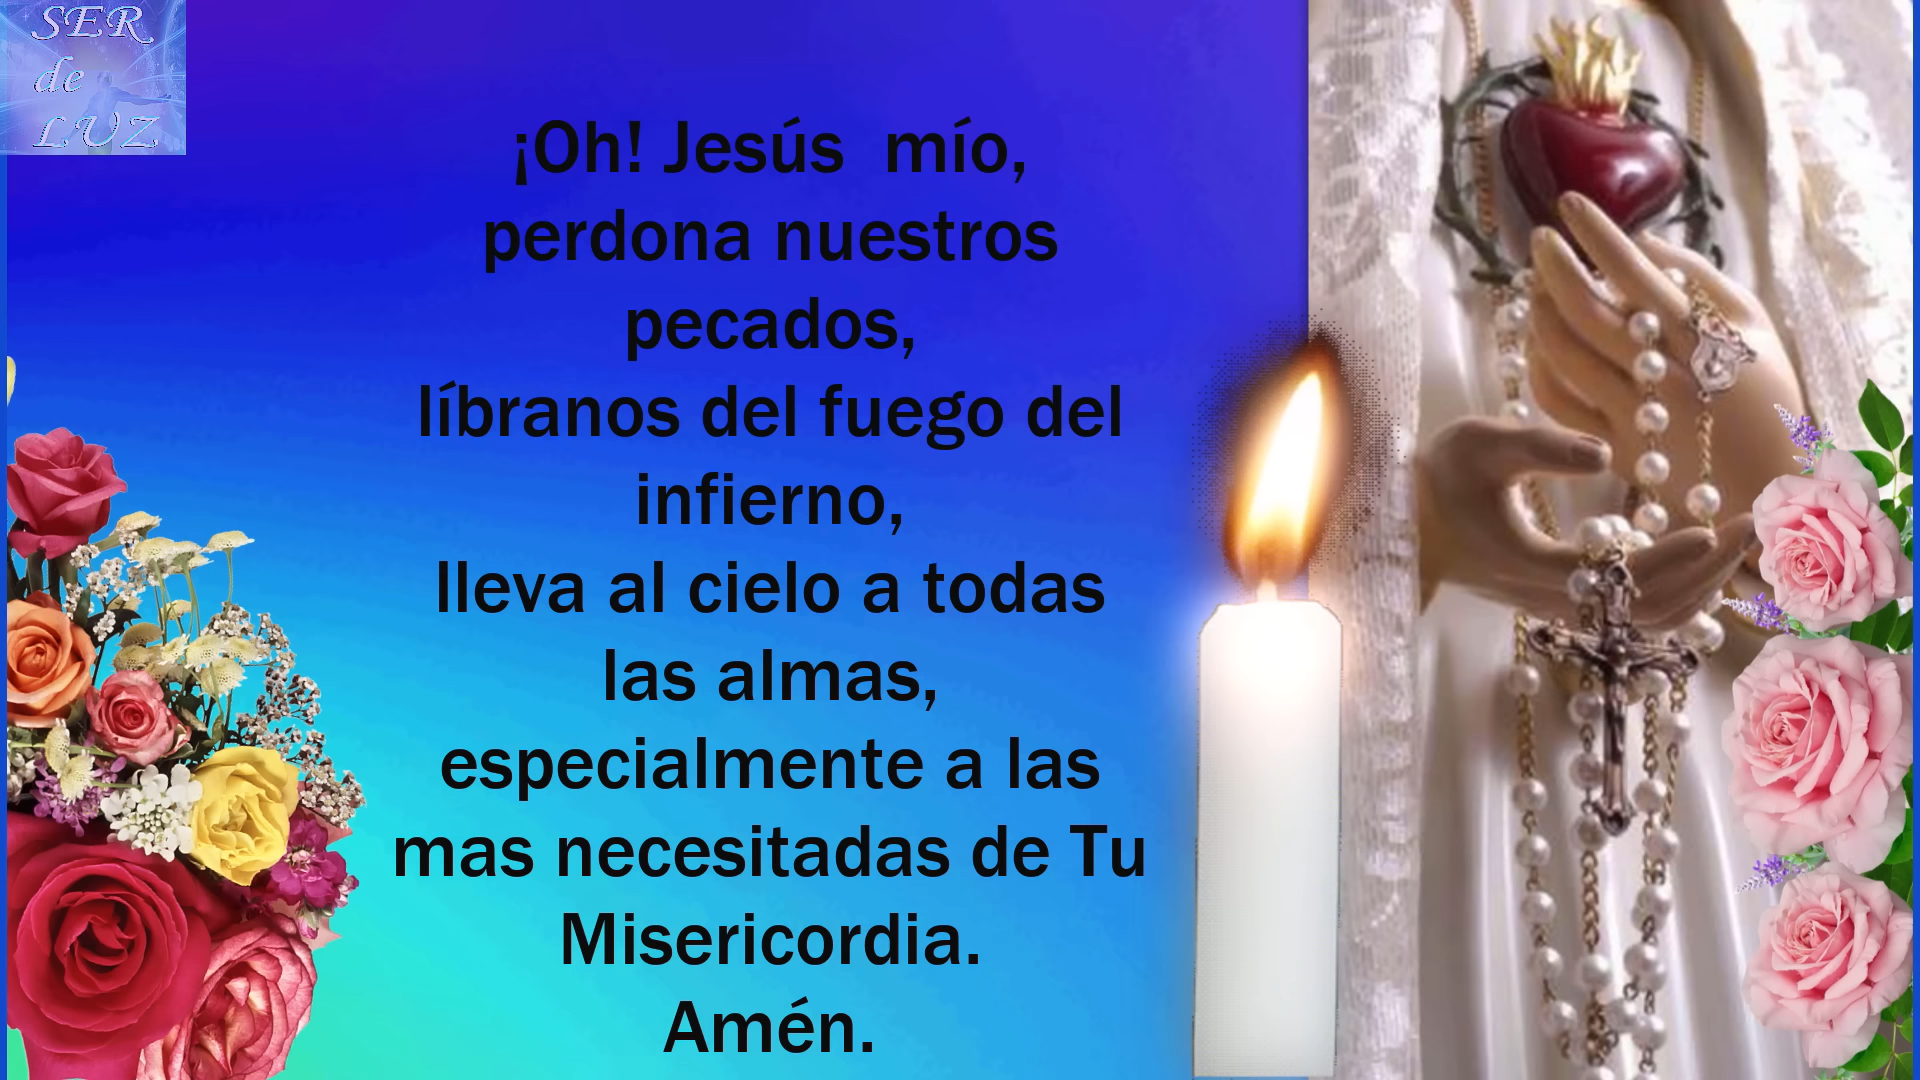 SER
de
LUZ
¡Oh! Jesús mío,
perdona nuestros
pecados,
líbranos del fuego del
infierno,
lleva al cielo a todas
las almas,
especialmente a las
mas necesitadas de Tu
Misericordia.
Amén.